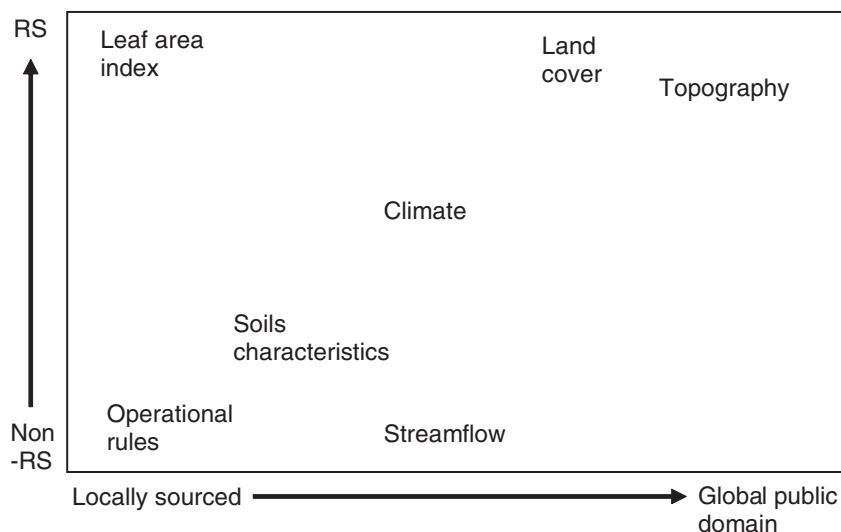 RS
Leaf area
index
Land
cover
Topography
Climate
Soils
characteristics
Operational
rules
Streamflow
Non
-RS
Locally sourced
Global public
domain